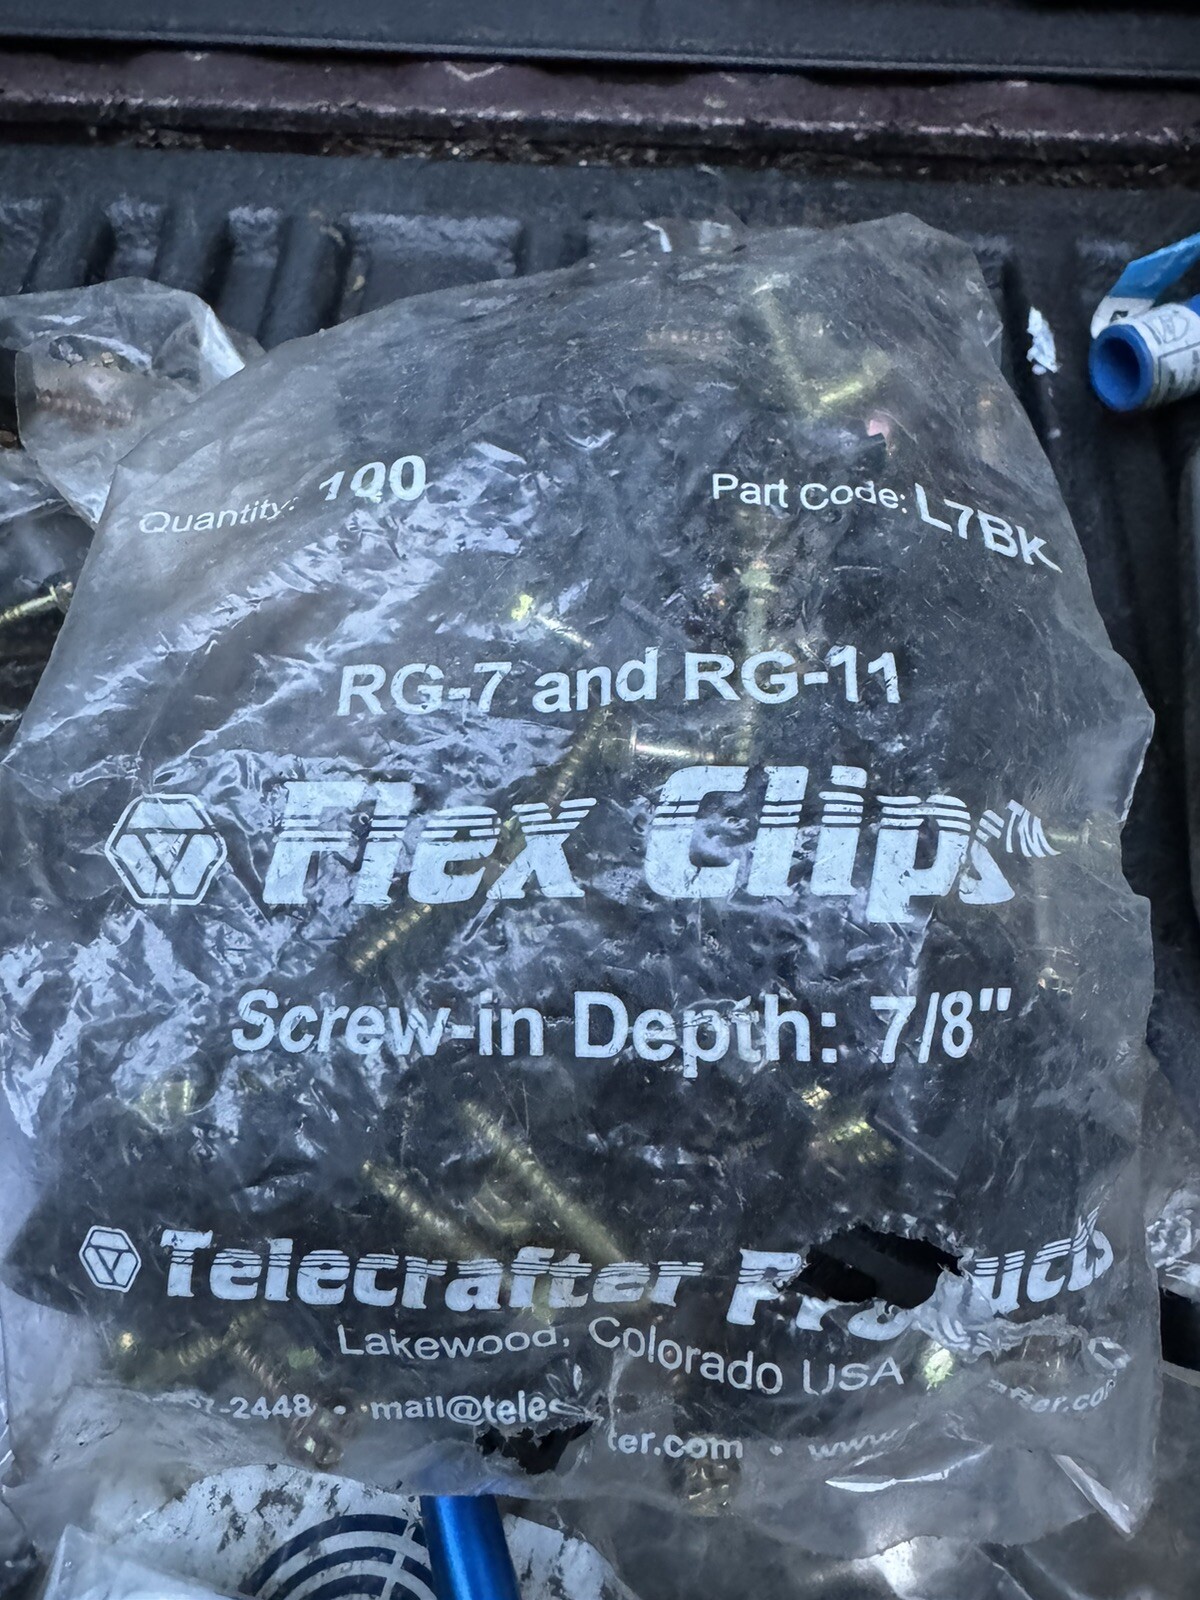 Quantity: 100
Part Code: L7BK
RG-7 and RG-11
Flex Clips™
Screw-in Depth: 7/8"
Telecrafter
Lakewood, Colorado USA
-2448 • mail@telec ter.com • www